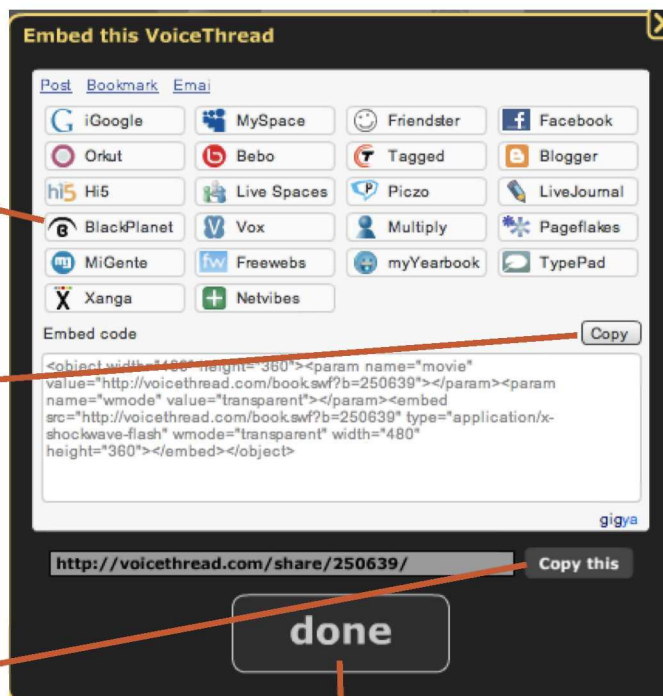 Embed this VoiceThread
Post Bookmark Emai
iGoogle MySpace Friendster Facebook
Orkut Bebo Tagged Blogger
hi5 Hi5 Live Spaces Piczo LiveJournal
BlackPlanet Vox Multiply Pageflakes
my MiGente fw Freewebs myYearbook TypePad
Xanga Netvibes
Embed code Copy
<object width="480" height="360"><param name="movie"
value="http://voicethread.com/book.swf?b=250639"></param><param
name="wmode" value="transparent"></param><embed
src="http://voicethread.com/book.swf?b=250639" type="application/x-
shockwave-flash" wmode="transparent" width="480"
height="360"></embed></object>
gigya
http://voicethread.com/share/250639/ Copy this
done